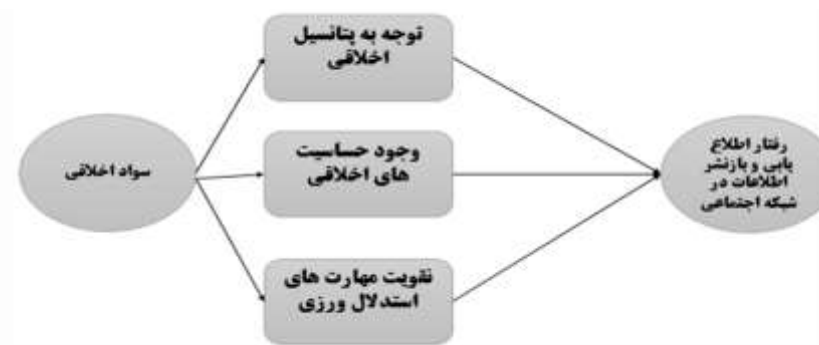 توجه به پتانسیل
اخلاقی
وجود حساسیت
های اخلاقی
تقویت مهارت های
استدلال ورزی
سواد اخلاقی
رفتار اطلاع
یابی و بازنشر
اطلاعات در
شبکه اجتماعی